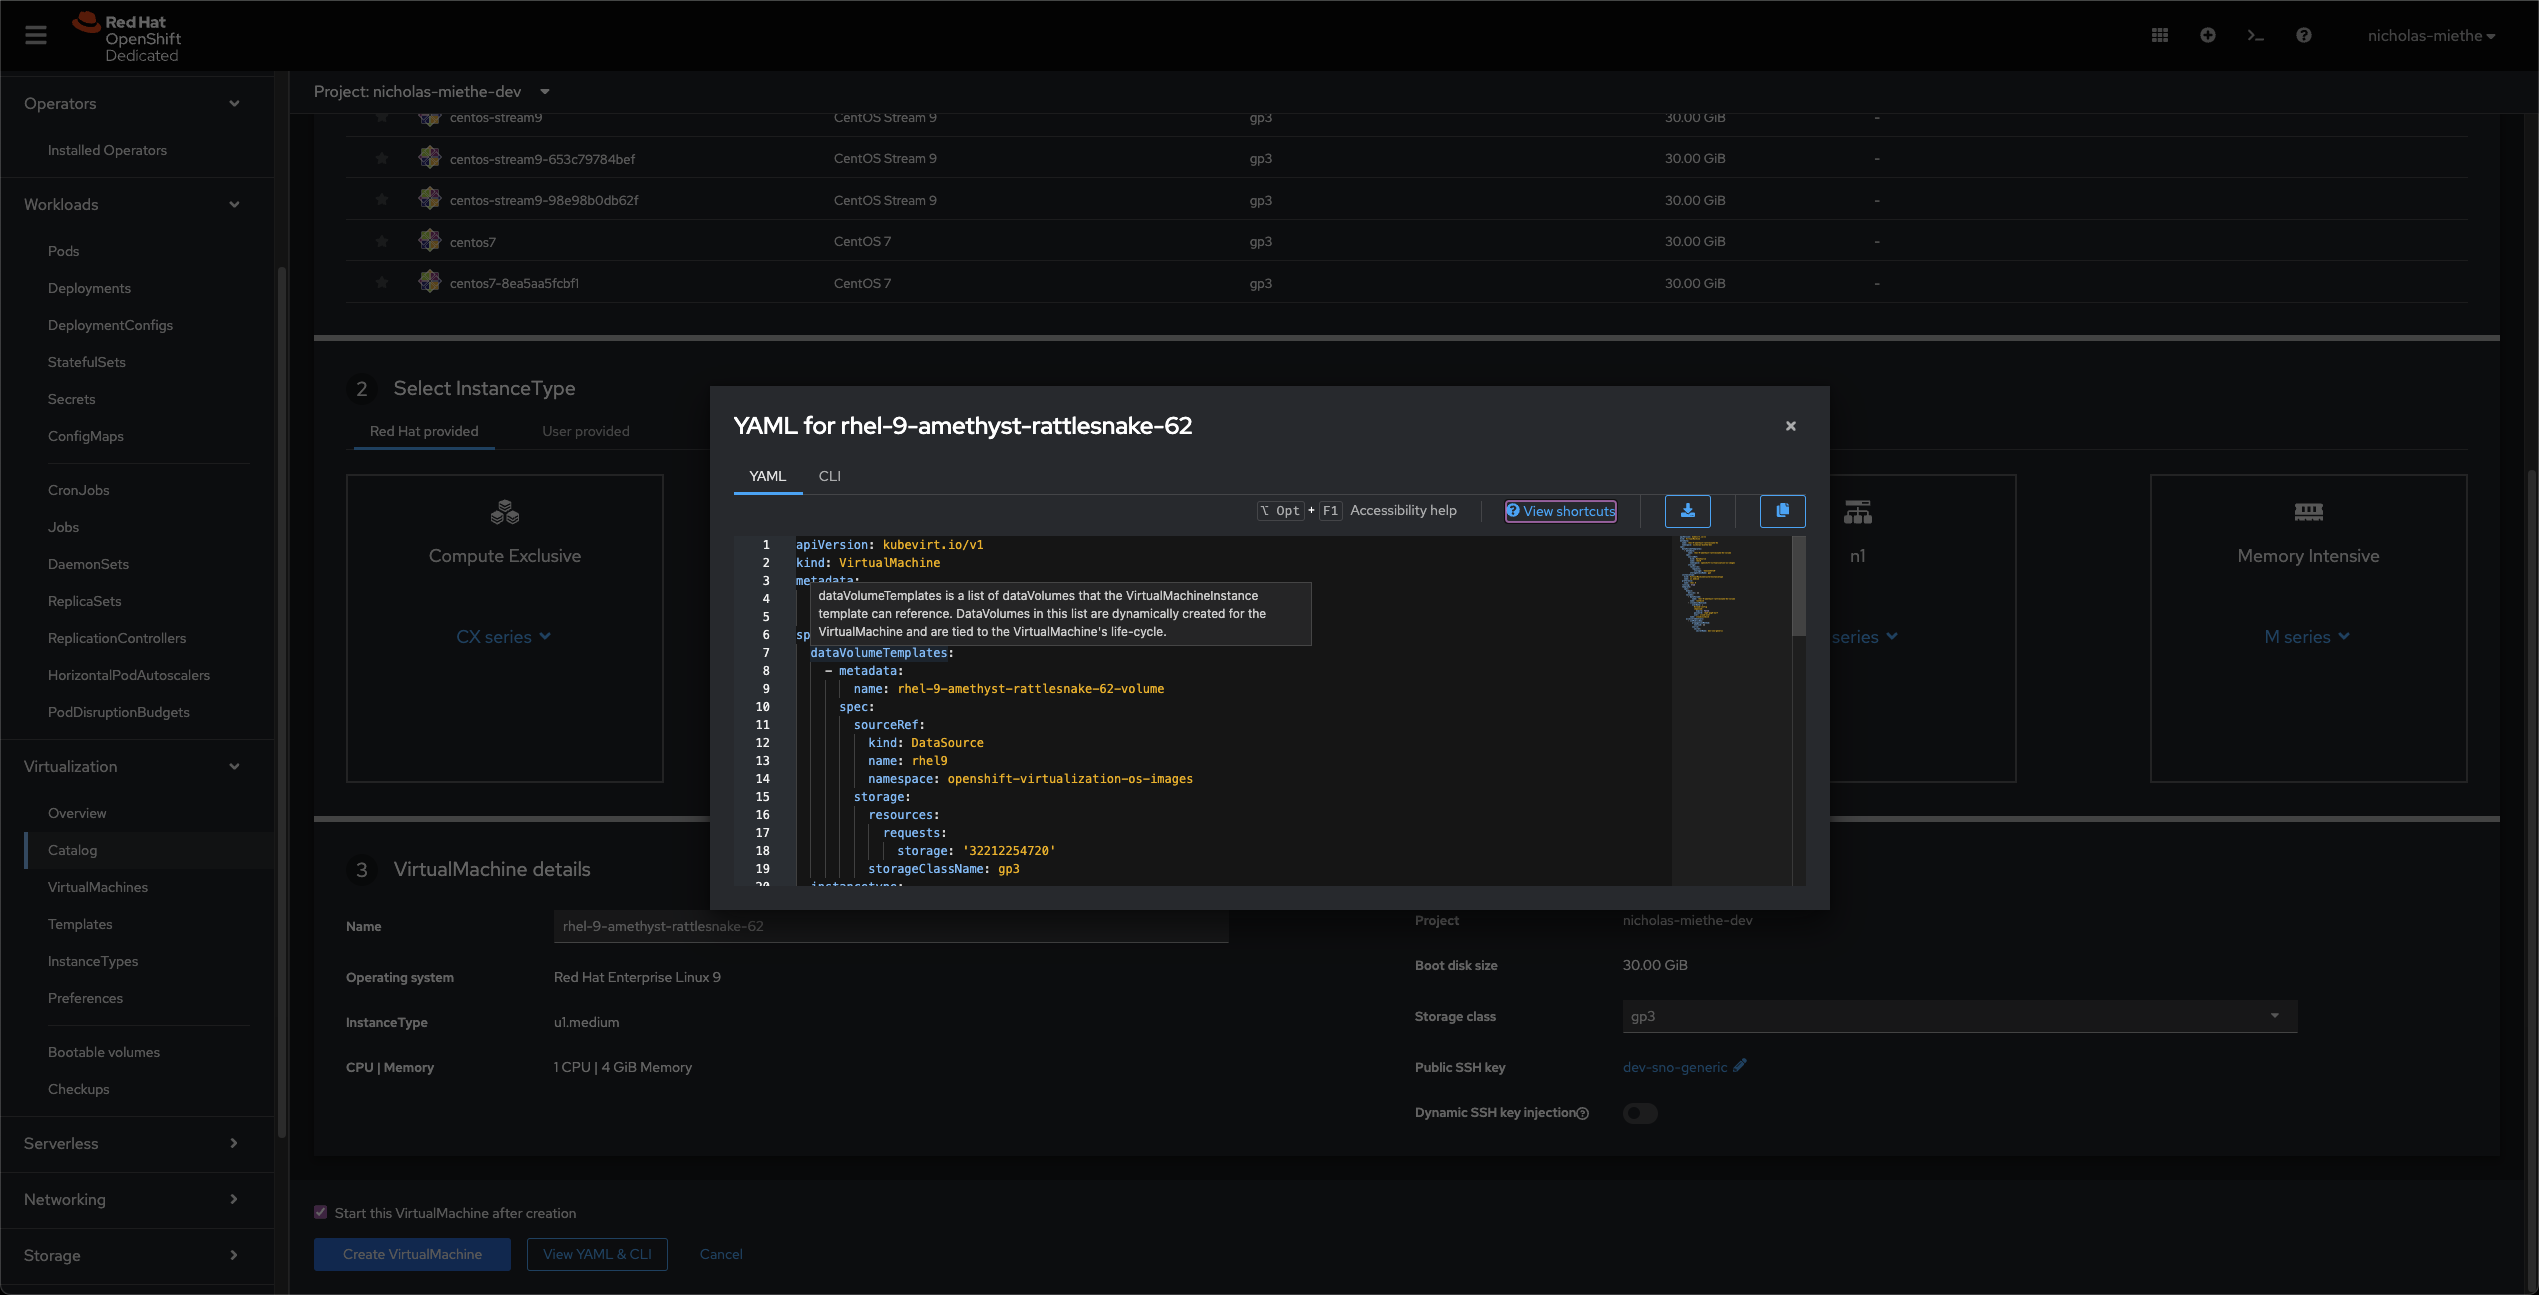 Red Hat
OpenShift
Dedicated
nicholas-miethe
Operators
Installed Operators
Workloads
Pods
Deployments
DeploymentConfigs
StatefulSets
Secrets
ConfigMaps
CronJobs
Jobs
DaemonSets
ReplicaSets
ReplicationControllers
HorizontalPodAutoscalers
PodDisruptionBudgets
Virtualization
Overview
Catalog
VirtualMachines
Templates
InstanceTypes
Preferences
Bootable volumes
Checkups
Serverless
Networking
Storage
Project: nicholas-miethe-dev
centos-stream9 CentOS Stream 9 gp3 30.00 GiB -
centos-stream9-653c79784bef CentOS Stream 9 gp3 30.00 GiB -
centos-stream9-98e98b0db62f CentOS Stream 9 gp3 30.00 GiB -
centos7 CentOS 7 gp3 30.00 GiB -
centos7-8ea5aa5fcbf1 CentOS 7 gp3 30.00 GiB -
2 Select InstanceType
Red Hat provided User provided
Compute Exclusive
CX series
n1
series
Memory Intensive
M series
YAML for rhel-9-amethyst-rattlesnake-62
YAML CLI
⌥ Opt + F1 Accessibility help View shortcuts
1 apiVersion: kubevirt.io/v1
2 kind: VirtualMachine
3 metadata:
4
5
6 sp
dataVolumeTemplates is a list of dataVolumes that the VirtualMachineInstance
template can reference. DataVolumes in this list are dynamically created for the
VirtualMachine and are tied to the VirtualMachine's life-cycle.
7 dataVolumeTemplates:
8 - metadata:
9 name: rhel-9-amethyst-rattlesnake-62-volume
10 spec:
11 sourceRef:
12 kind: DataSource
13 name: rhel9
14 namespace: openshift-virtualization-os-images
15 storage:
16 resources:
17 requests:
18 storage: '32212254720'
19 storageClassName: gp3
20 instancetype:
3 VirtualMachine details
Name rhel-9-amethyst-rattlesnake-62
Operating system Red Hat Enterprise Linux 9
InstanceType u1.medium
CPU | Memory 1 CPU | 4 GiB Memory
Project nicholas-miethe-dev
Boot disk size 30.00 GiB
Storage class gp3
Public SSH key dev-sno-generic
Dynamic SSH key injection
Start this VirtualMachine after creation
Create VirtualMachine View YAML & CLI Cancel